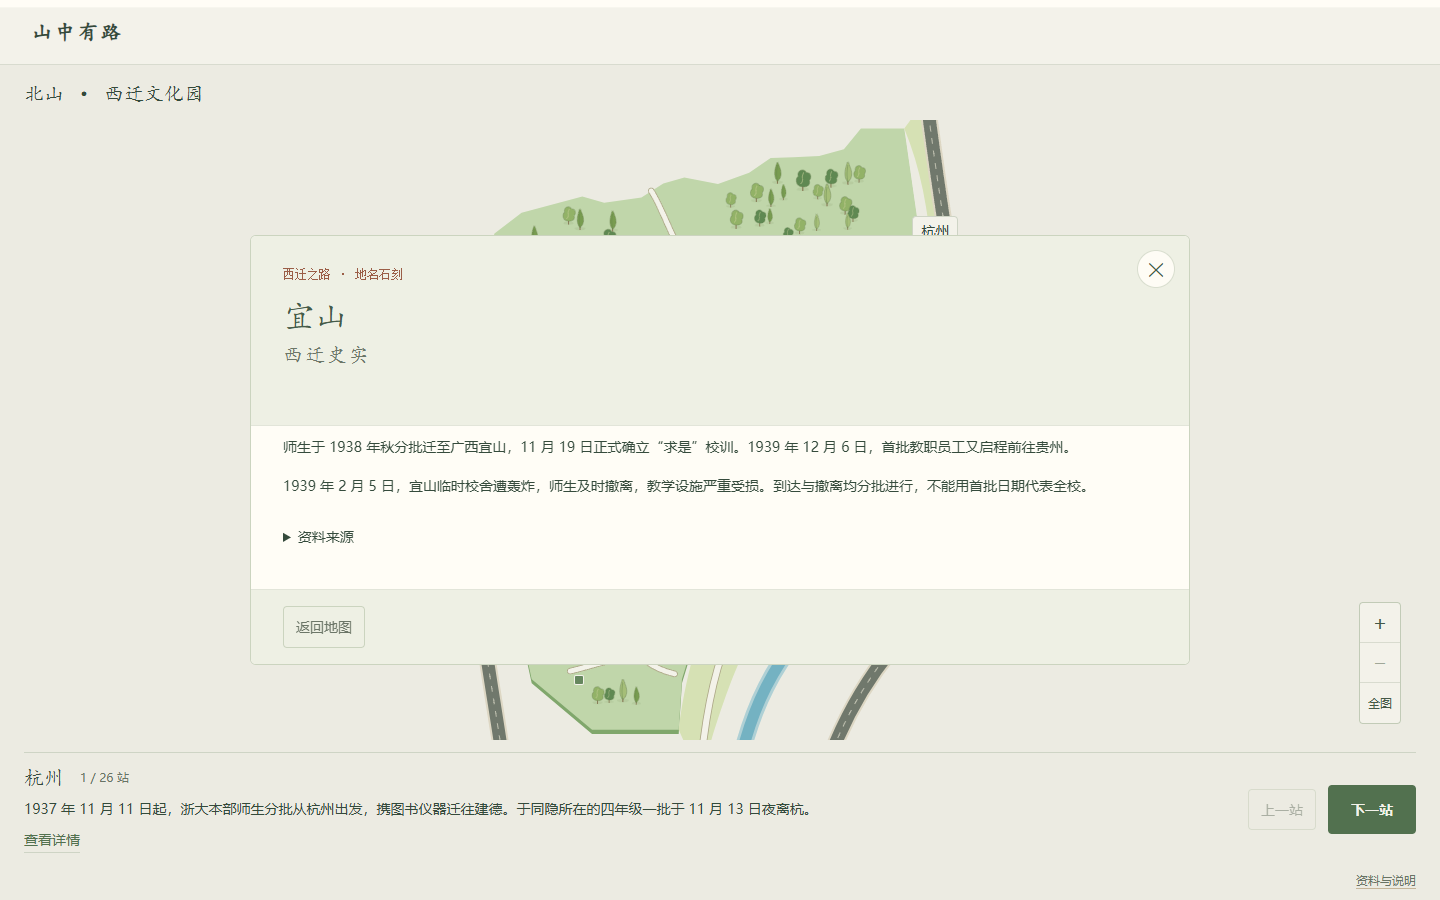 山中有路
北山 • 西迁文化园
杭州
西迁之路 · 地名石刻
宜山
西迁史实
师生于 1938 年秋分批迁至广西宜山，11 月 19 日正式确立“求是”校训。1939 年 12 月 6 日，首批教职员工又启程前往贵州。
1939 年 2 月 5 日，宜山临时校舍遭轰炸，师生及时撤离，教学设施严重受损。到达与撤离均分批进行，不能用首批日期代表全校。
资料来源
返回地图
+
−
全图
杭州 1 / 26 站
1937 年 11 月 11 日起，浙大本部师生分批从杭州出发，携图书仪器迁往建德。于同隐所在的四年级一批于 11 月 13 日夜离杭。
查看详情
上一站 下一站
资料与说明